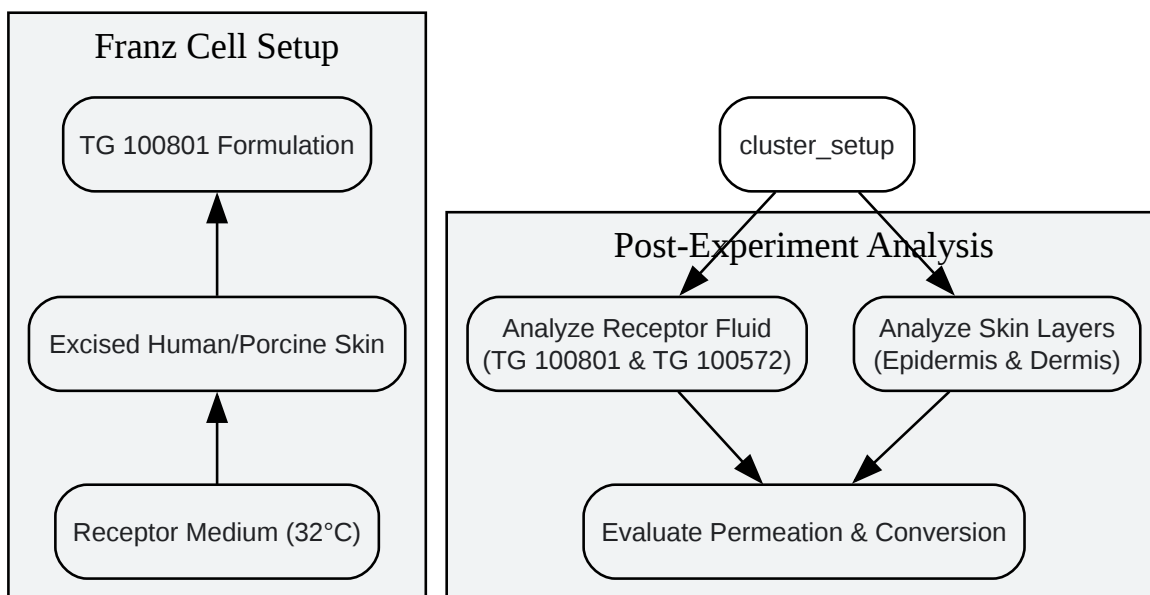 Franz Cell Setup
TG 100801 Formulation
Excised Human/Porcine Skin
Receptor Medium (32°C)
cluster_setup
Post-Experiment Analysis
Analyze Receptor Fluid
(TG 100801 & TG 100572)
Analyze Skin Layers
(Epidermis & Dermis)
Evaluate Permeation & Conversion